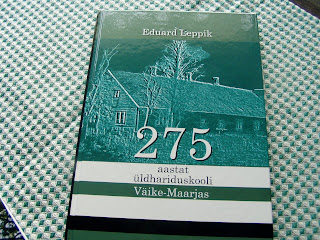 Eduard Leppik
275
aastat
üldhariduskooli
Väike-Maarjas